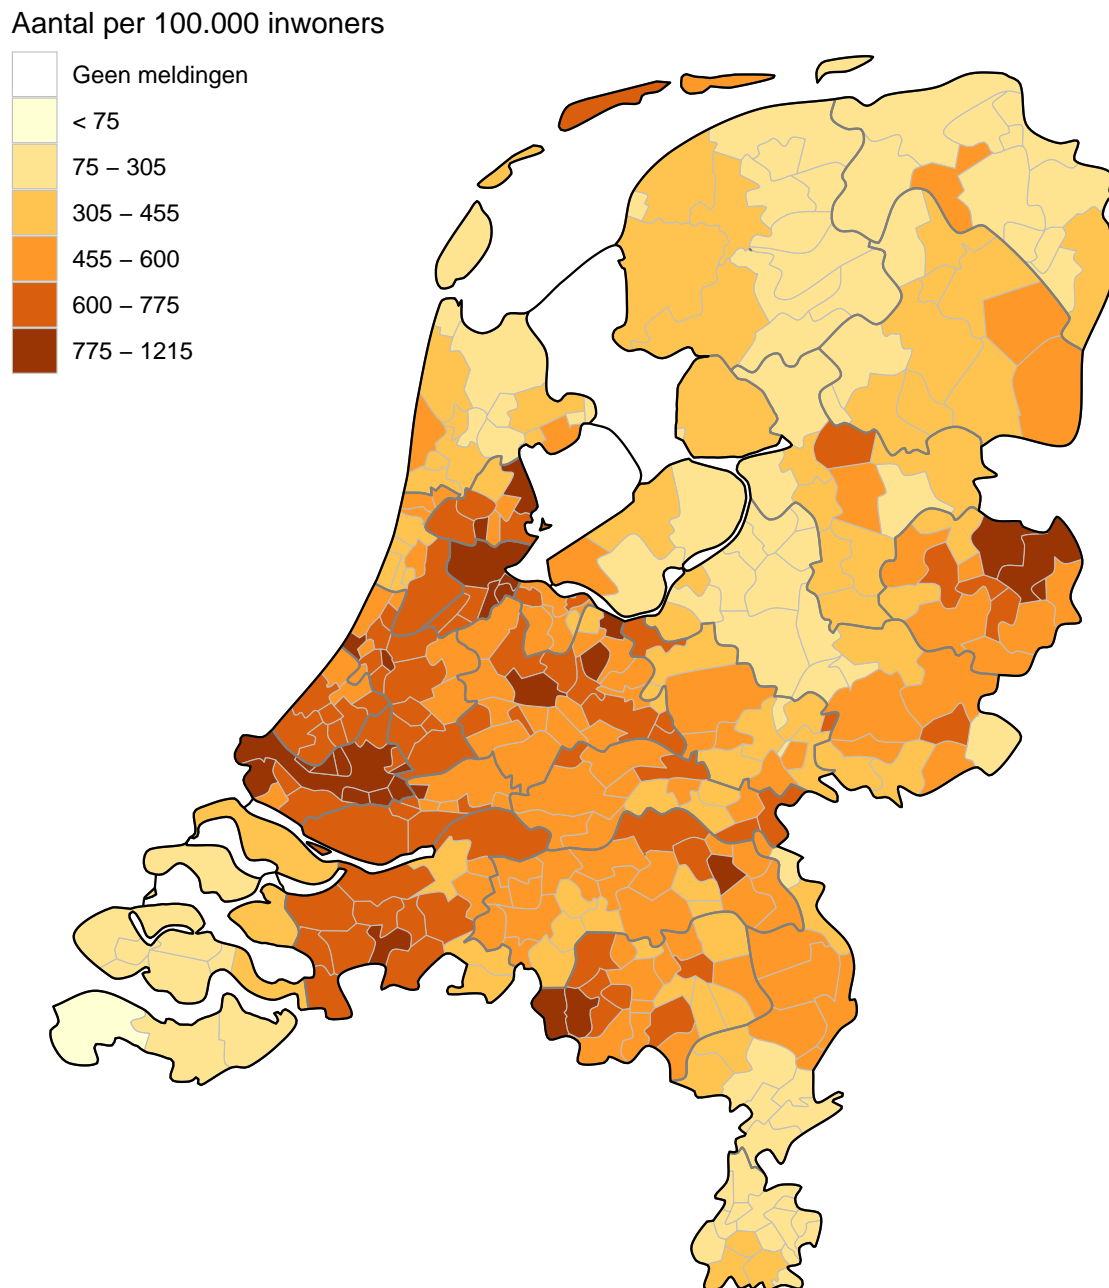 Aantal per 100.000 inwoners
Geen meldingen
< 75
75 – 305
305 – 455
455 – 600
600 – 775
775 – 1215